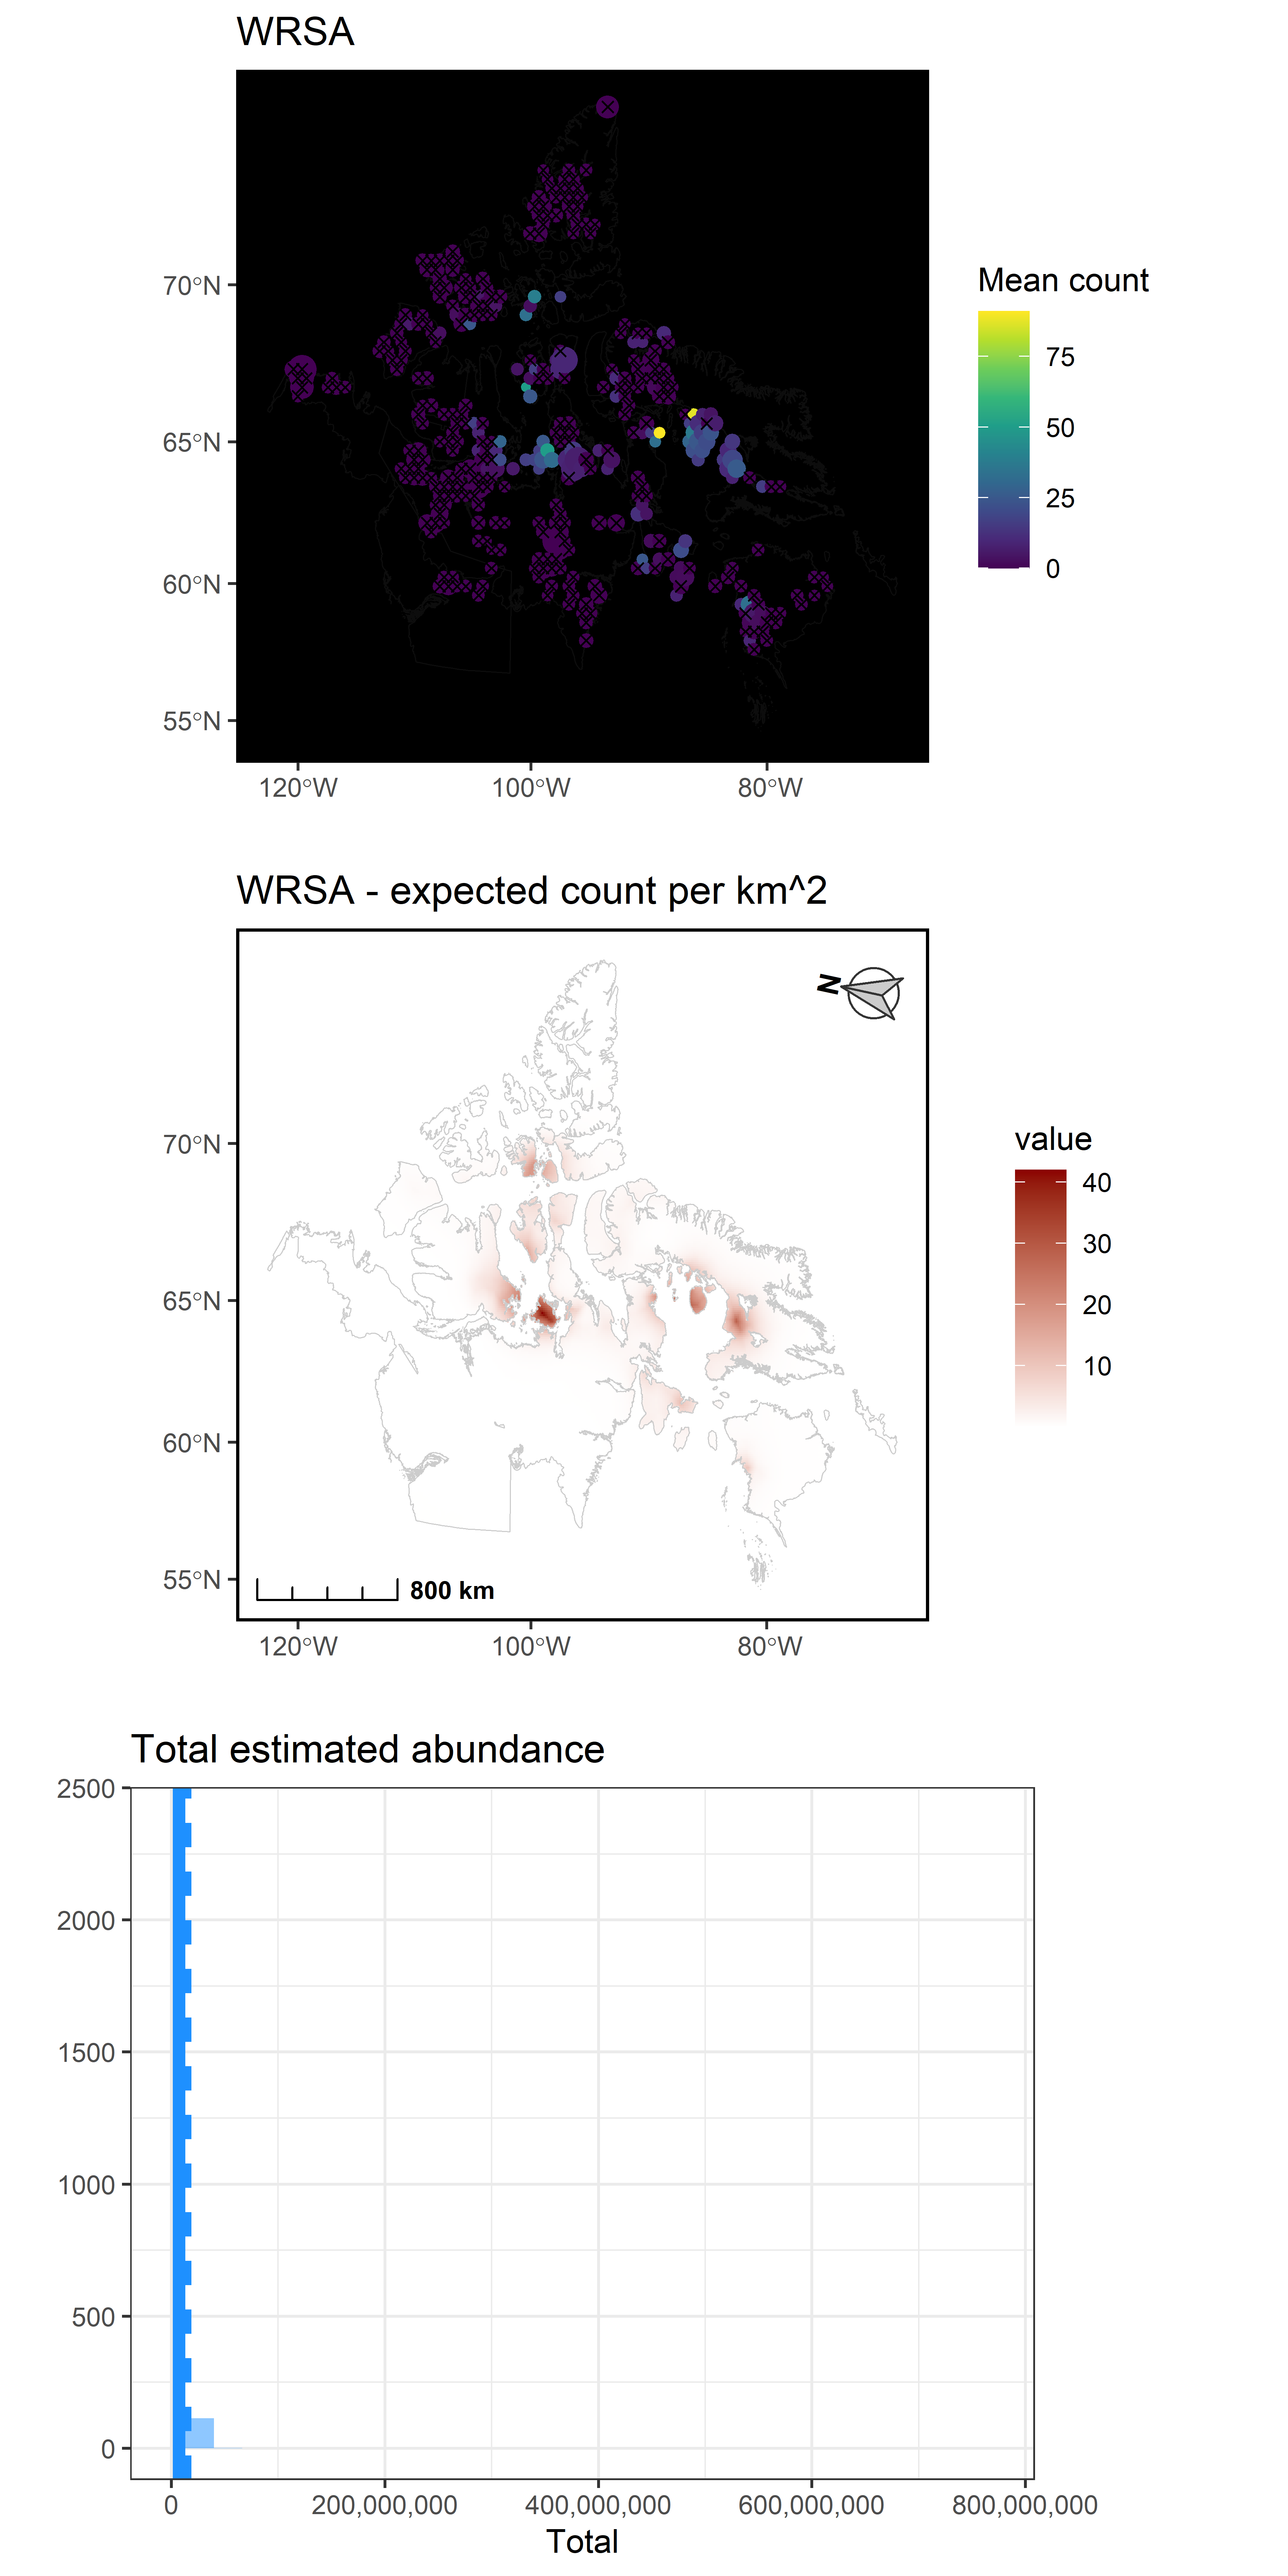 WRSA
70°N
65°N
60°N
55°N
120°W 100°W 80°W
Mean count
75
50
25
0
WRSA - expected count per km^2
N
70°N
65°N
60°N
55°N
800 km
120°W 100°W 80°W
value
40
30
20
10
Total estimated abundance
2500
2000
1500
1000
500
0
0 200,000,000 400,000,000 600,000,000 800,000,000
Total